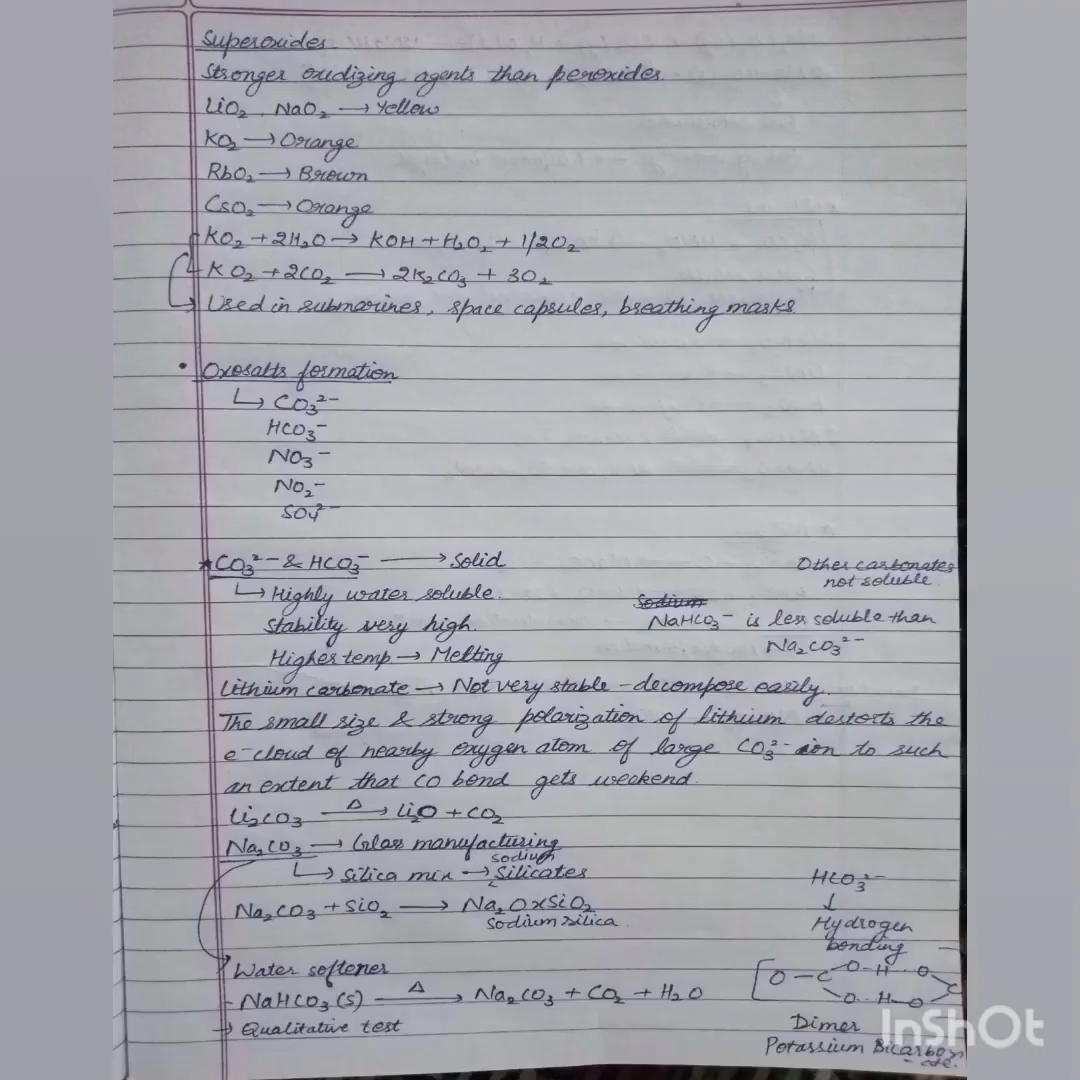 Superoxides
Stronger oxidizing agents than peroxides.
LiO₂, NaO₂ → Yellow
KO₂ → Orange
RbO₂ → Brown
CsO₂ → Orange
KO₂ + 2H₂O → KOH + H₂O₂ + 1/2O₂
KO₂ + 2CO₂ → 2K₂CO₃ + 3O₂
→ Used in submarines, space capsules, breathing masks.
• Oxosalts formation
↳ CO₃²⁻
HCO₃⁻
NO₃⁻
NO₂⁻
SO₄²⁻
★ CO₃²⁻ & HCO₃⁻ → Solid
↳ Highly water soluble.
Stability very high.
Higher temp → Melting
Other carbonates
not soluble
Sodium
NaHCO₃⁻ is less soluble than
Na₂CO₃²⁻
Lithium carbonate → Not very stable - decompose easily.
The small size & strong polarization of lithium destorts the
e⁻cloud of nearby oxygen atom of large CO₃²⁻ ion to such
an extent that CO bond gets weekend.
Li₂CO₃ —Δ→ Li₂O + CO₂
Na₂CO₃ → Glass manufacturing
↳ Silica mix → sodium Silicates
Na₂CO₃ + SiO₂ → Na₂OxSiO₂
sodium silica
Water softener
- NaHCO₃(s) —Δ→ Na₂CO₃ + CO₂ + H₂O
→ Qualitative test
HCO₃²⁻
↓
Hydrogen
bonding
O-H...O
[O-C C
O...H-O
Dimer
Potassium Bicarbon
-ate.
InShOt